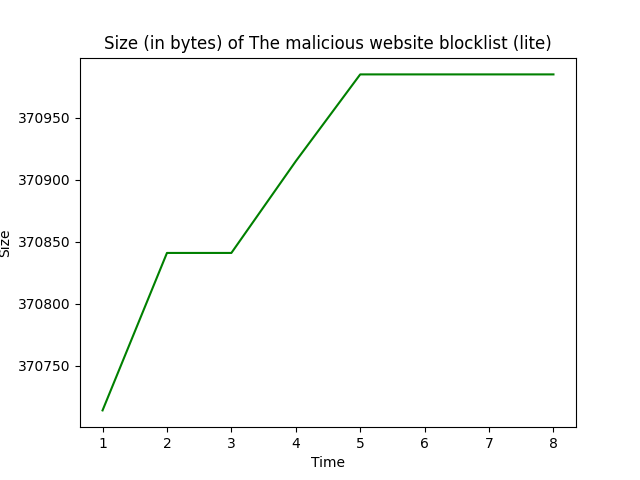 Size (in bytes) of The malicious website blocklist (lite)
370950
370900
370850
370800
370750
Size
1 2 3 4 5 6 7 8
Time